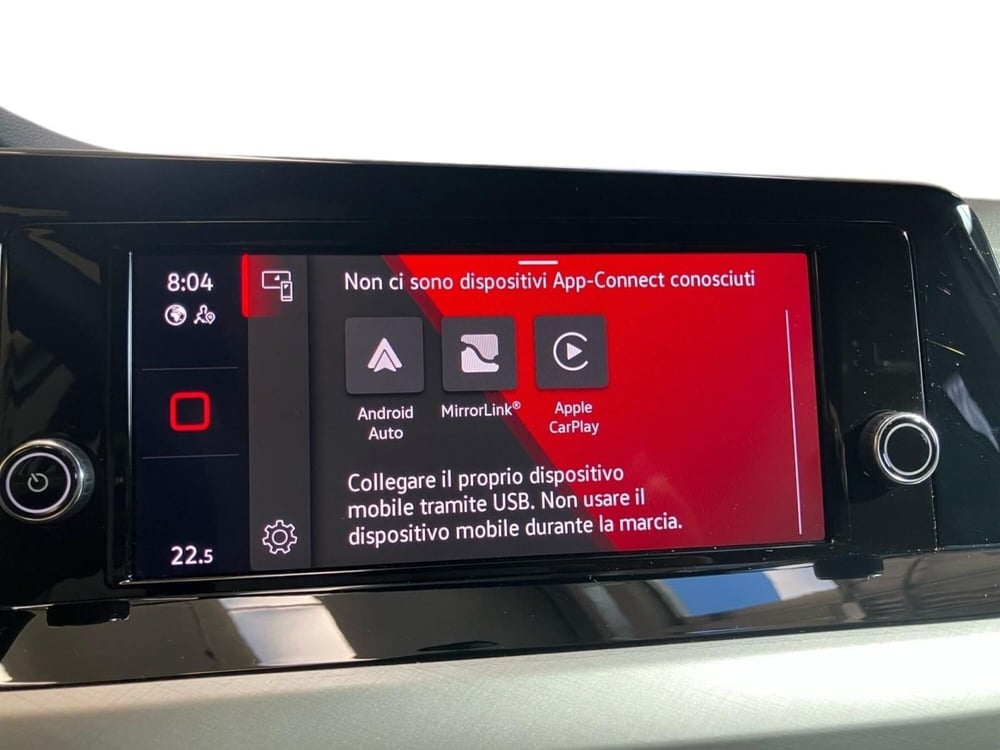 8:04
Non ci sono dispositivi App-Connect conosciuti
Android
Auto
MirrorLink®
Apple
CarPlay
Collegare il proprio dispositivo
mobile tramite USB. Non usare il
dispositivo mobile durante la marcia.
22.5